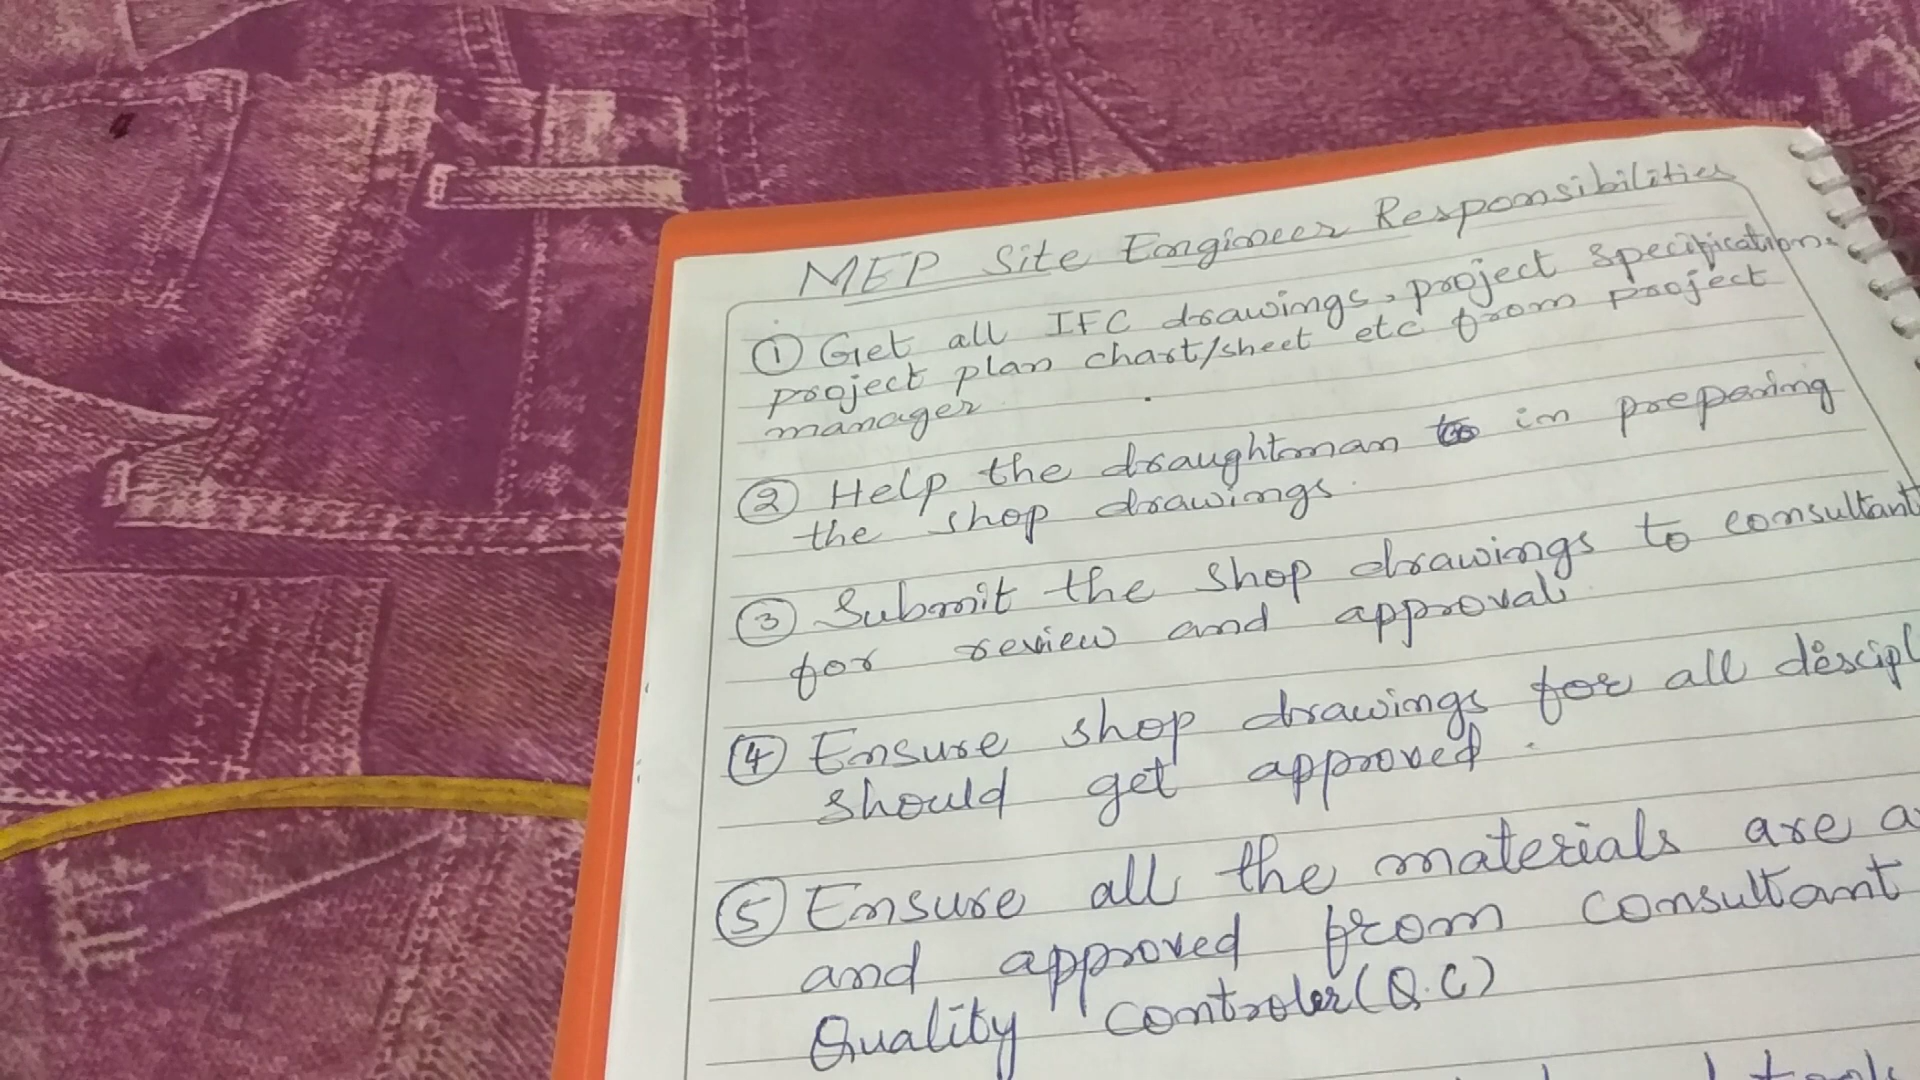 MEP Site Engineer Responsibilities
① Get all IFC drawings, project specifications
project plan chart/sheet etc from project
manager
② Help the draughtman in preparing
the shop drawings.
③ Submit the shop drawings to consultant
for review and approval
④ Ensure shop drawings for all
should get approved.
⑤ Ensure all the materials are
and approved from consultant
Quality Controler (Q.C)